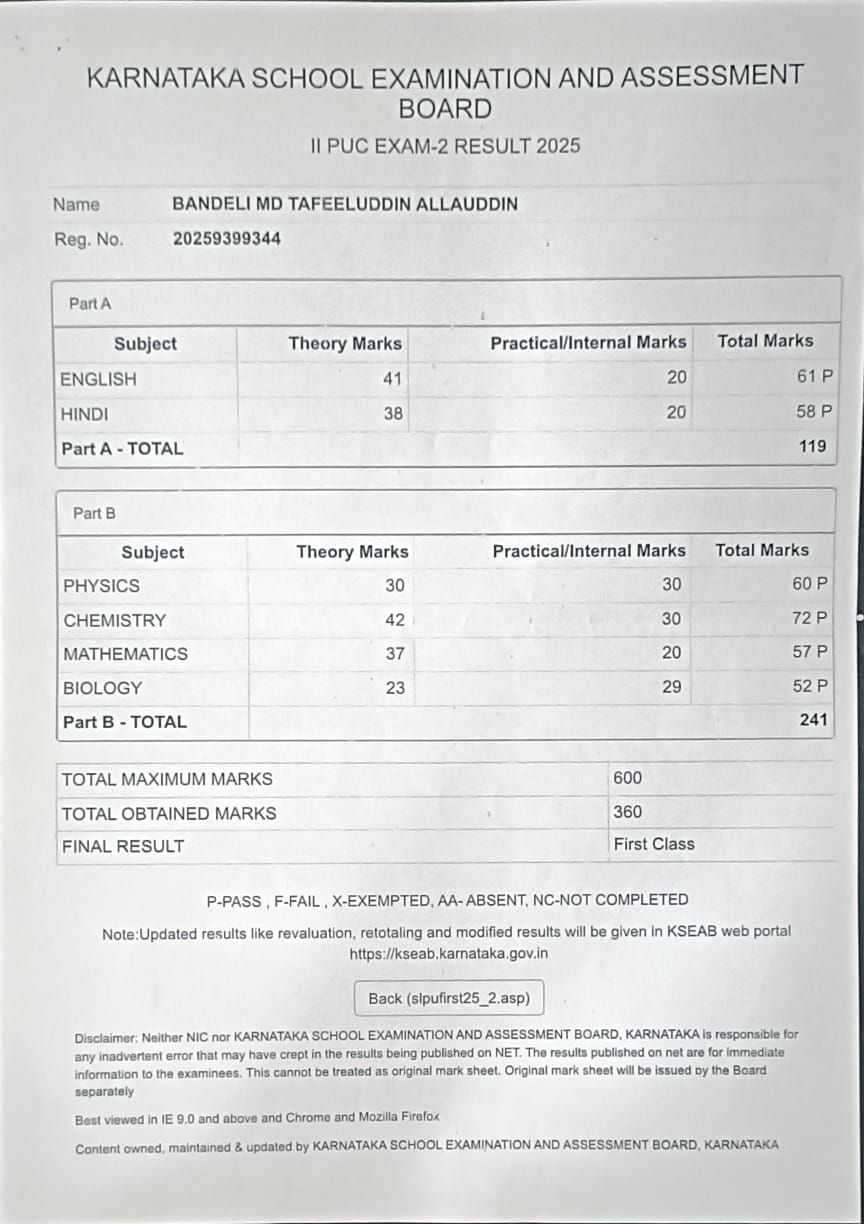 KARNATAKA SCHOOL EXAMINATION AND ASSESSMENT
BOARD
II PUC EXAM-2 RESULT 2025
Name BANDELI MD TAFEELUDDIN ALLAUDDIN
Reg. No. 20259399344
Part A
Subject Theory Marks Practical/Internal Marks Total Marks
ENGLISH 41 20 61 P
HINDI 38 20 58 P
Part A - TOTAL 119
Part B
Subject Theory Marks Practical/Internal Marks Total Marks
PHYSICS 30 30 60 P
CHEMISTRY 42 30 72 P
MATHEMATICS 37 20 57 P
BIOLOGY 23 29 52 P
Part B - TOTAL 241
TOTAL MAXIMUM MARKS 600
TOTAL OBTAINED MARKS 360
FINAL RESULT First Class
P-PASS , F-FAIL , X-EXEMPTED, AA- ABSENT, NC-NOT COMPLETED
Note:Updated results like revaluation, retotaling and modified results will be given in KSEAB web portal
https://kseab.karnataka.gov.in
Back (slpufirst25_2.asp)
Disclaimer: Neither NIC nor KARNATAKA SCHOOL EXAMINATION AND ASSESSMENT BOARD, KARNATAKA is responsible for
any inadvertent error that may have crept in the results being published on NET. The results published on net are for immediate
information to the examinees. This cannot be treated as original mark sheet. Original mark sheet will be issued by the Board
separately
Best viewed in IE 9.0 and above and Chrome and Mozilla Firefox
Content owned, maintained & updated by KARNATAKA SCHOOL EXAMINATION AND ASSESSMENT BOARD, KARNATAKA